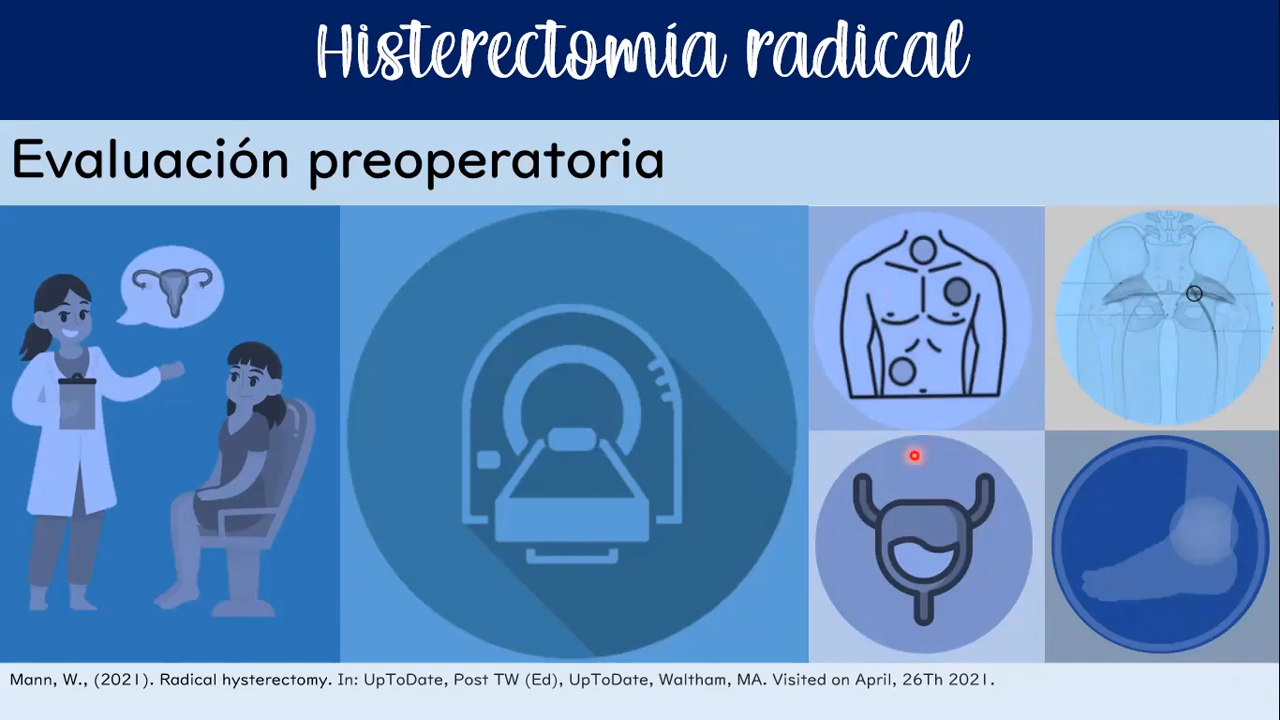 Histerectomía radical
Evaluación preoperatoria
Mann, W., (2021). Radical hysterectomy. In: UpToDate, Post TW (Ed), UpToDate, Waltham, MA. Visited on April, 26Th 2021.